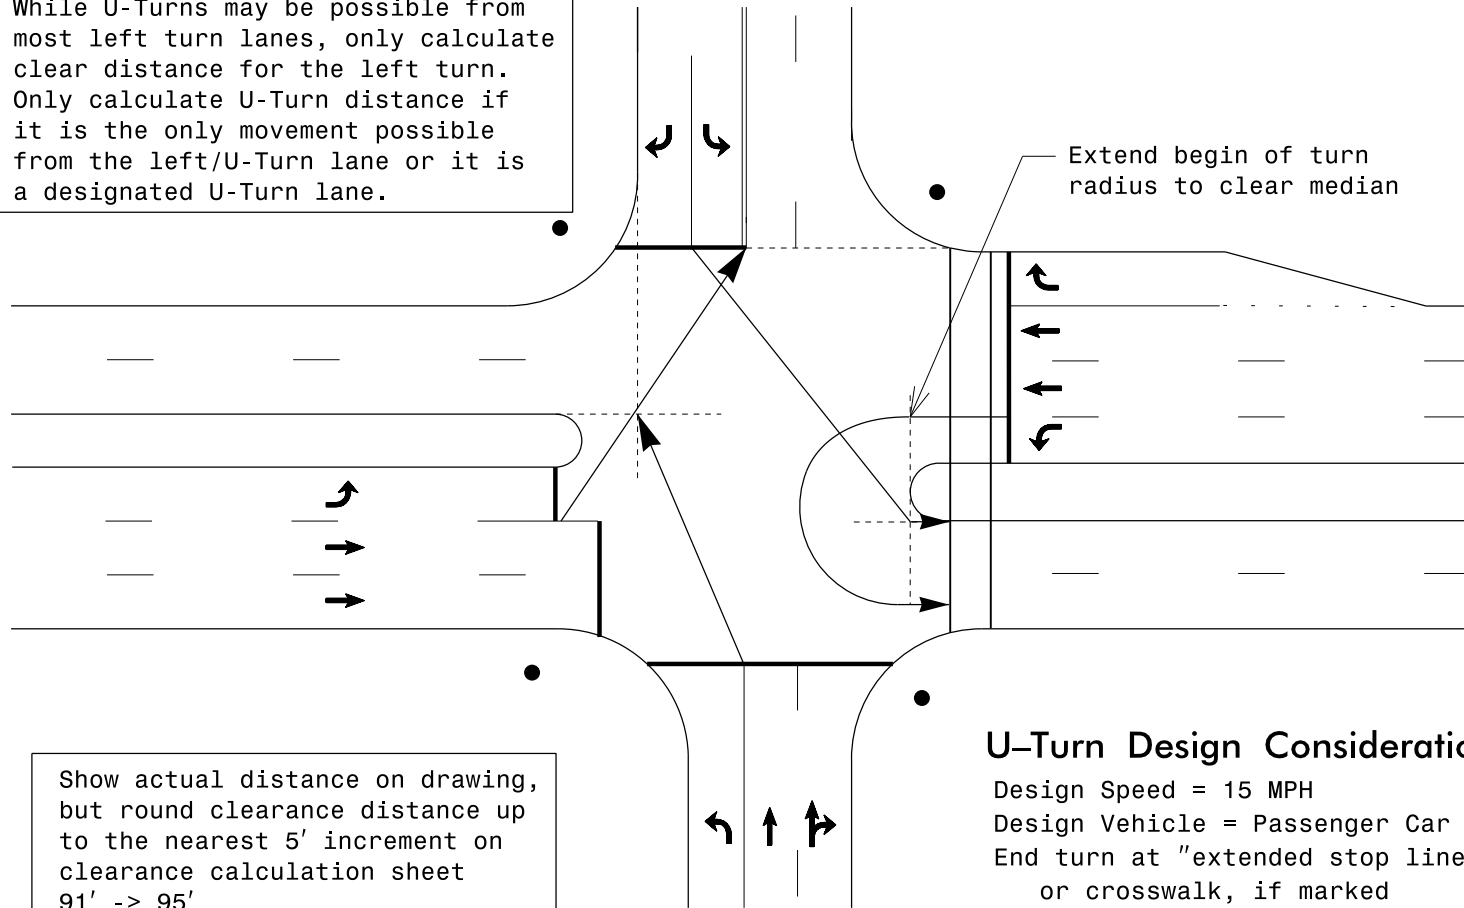 While U-Turns may be possible from
most left turn lanes, only calculate
clear distance for the left turn.
Only calculate U-Turn distance if
it is the only movement possible
from the left/U-Turn lane or it is
a designated U-Turn lane.
Extend begin of turn
radius to clear median
Show actual distance on drawing,
but round clearance distance up
to the nearest 5' increment on
clearance calculation sheet
91' -> 95'
U-Turn Design Consideratio
Design Speed = 15 MPH
Design Vehicle = Passenger Car
End turn at "extended stop line
or crosswalk, if marked